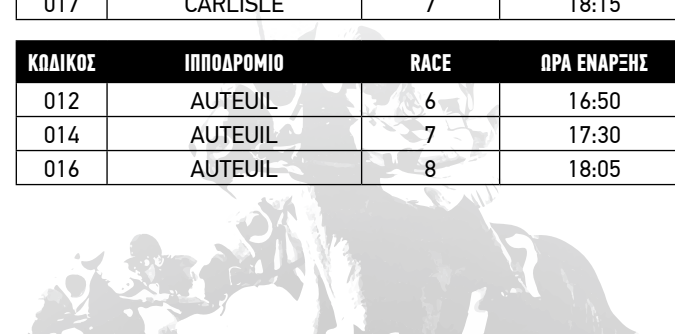 017 CARLISLE 7 18:15
ΚΩΔΙΚΟΣ ΙΠΠΟΔΡΟΜΙΟ RACE ΩΡΑ ΕΝΑΡΞΗΣ
012 AUTEUIL 6 16:50
014 AUTEUIL 7 17:30
016 AUTEUIL 8 18:05